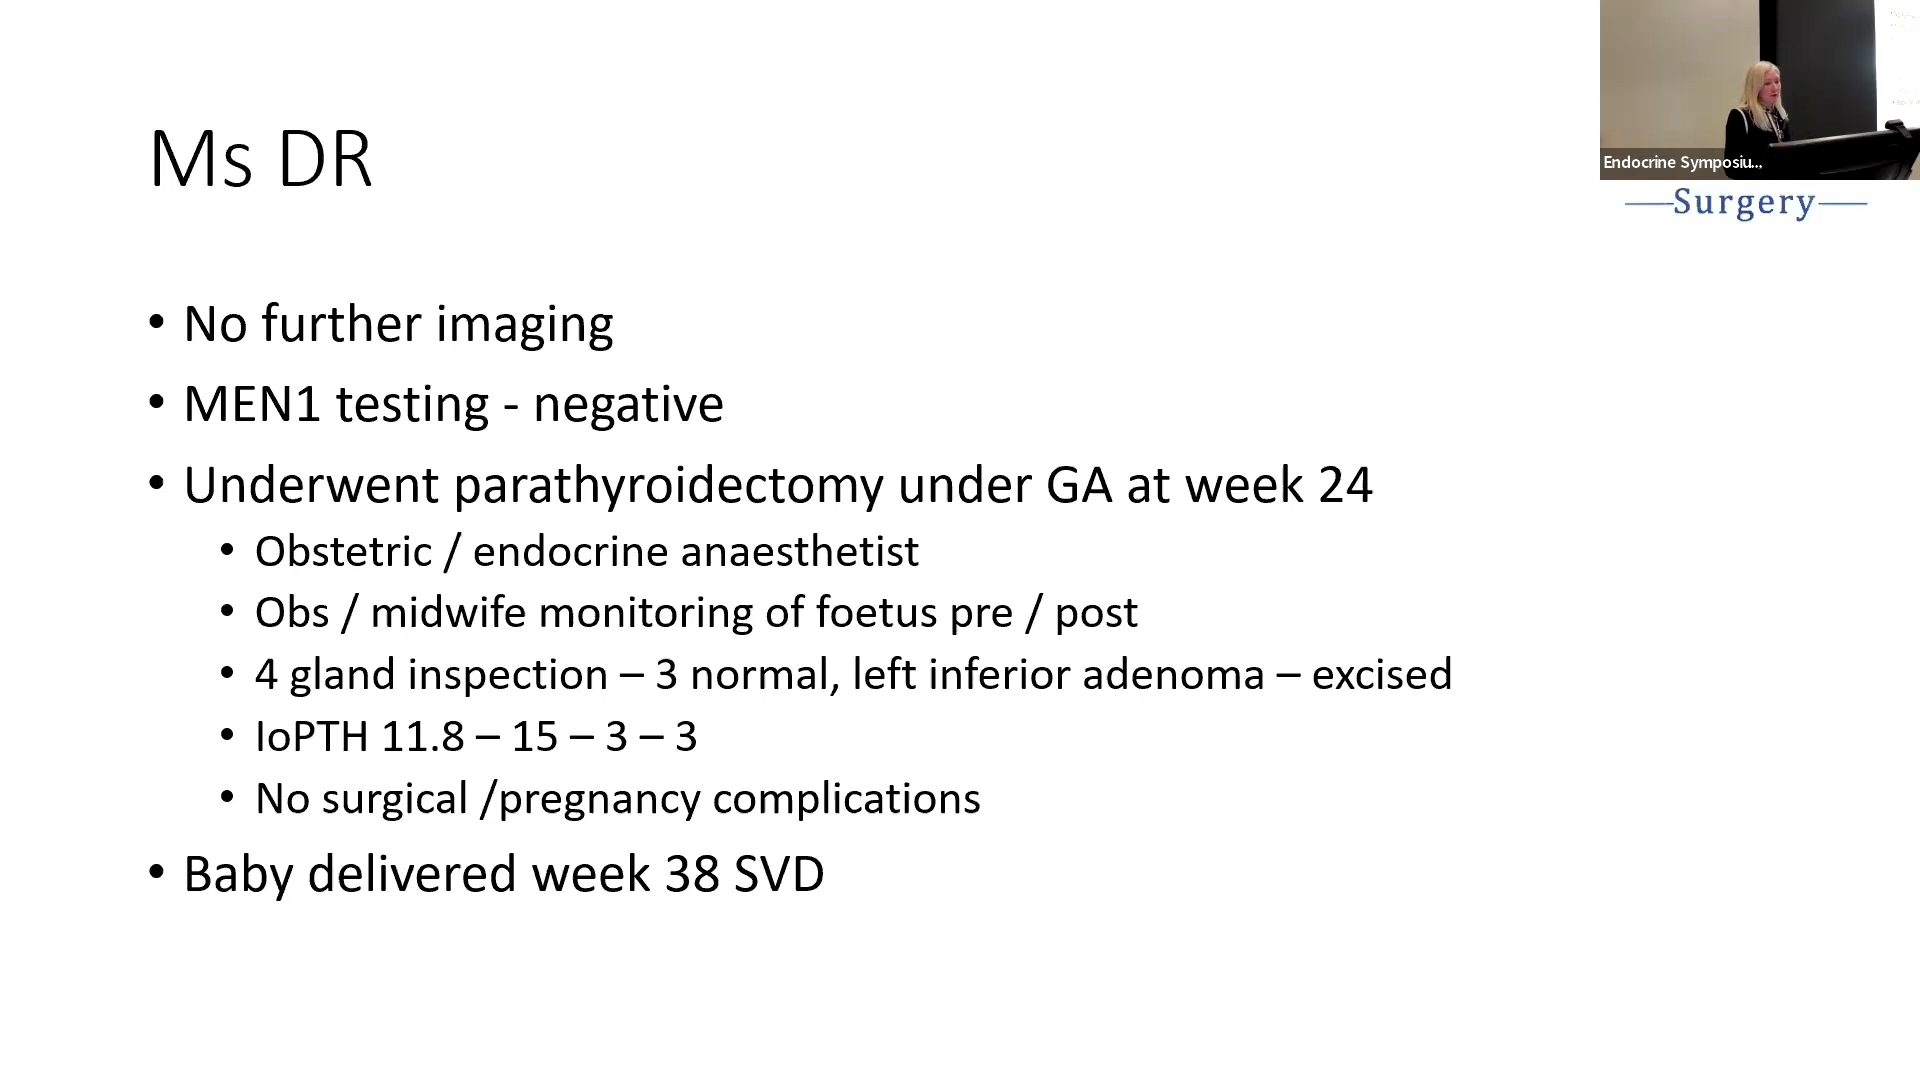 Ms DR
Endocrine Symposiu...
Surgery
• No further imaging
• MEN1 testing - negative
• Underwent parathyroidectomy under GA at week 24
• Obstetric / endocrine anaesthetist
• Obs / midwife monitoring of foetus pre / post
• 4 gland inspection – 3 normal, left inferior adenoma – excised
• IoPTH 11.8 – 15 – 3 – 3
• No surgical /pregnancy complications
• Baby delivered week 38 SVD